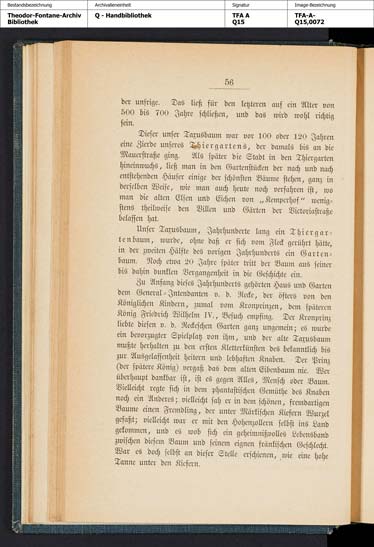 Bestandsbezeichnung
Archivalieneinheit
Signatur
Image-Bezeichnung
Theodor-Fontane-Archiv
Bibliothek
Q - Handbibliothek
TFA A
Q15
TFA-A-
Q15,0072
56
der unsrige. Das ließ für den letzteren auf ein Alter von
500 bis 700 Jahre schließen, und das wird wohl richtig
sein.
Dieser unser Taxusbaum war vor 100 oder 120 Jahren
eine Zierde unseres Thiergartens, der damals bis an die
Mauerstraße ging. Als später die Stadt in den Thiergarten
hineinwuchs, ließ man in den Gartenstücken der nach und nach
entstehenden Häuser einige der schönsten Bäume stehen, ganz in
derselben Weise, wie man auch heute noch verfahren ist, wo
man die alten Elsen und Eichen von „Kemperhof“ wenig-
stens theilweise den Villen und Gärten der Victoriastraße
belassen hat.
Unser Taxusbaum, Jahrhunderte lang ein Thiergar-
tenbaum, wurde, ohne daß er sich vom Fleck gerührt hätte,
in der zweiten Hälfte des vorigen Jahrhunderts ein Garten-
baum. Noch etwa 20 Jahre später tritt der Baum aus seiner
bis dahin dunklen Vergangenheit in die Geschichte ein.
Zu Anfang dieses Jahrhunderts gehörten Haus und Garten
dem General-Intendanten v. d. Recke, der öfters von den
Königlichen Kindern, zumal vom Kronprinzen, dem späteren
König Friedrich Wilhelm IV., Besuch empfing. Der Kronprinz
liebte diesen v. d. Reckeschen Garten ganz ungemein; es wurde
ein bevorzugter Spielplatz von ihm, und der alte Taxusbaum
mußte herhalten zu den ersten Kletterkünsten des bekanntlich bis
zur Ausgelassenheit heitern und lebhaften Knaben. Der Prinz
(der spätere König) vergaß das dem alten Eibenbaum nie. Wer
überhaupt dankbar ist, ist es gegen Alles, Mensch oder Baum.
Vielleicht regte sich in dem phantastischen Gemüthe des Knaben
noch ein Anderes; vielleicht sah er in dem schönen, fremdartigen
Baume einen Fremdling, der unter Märkischen Kiefern Wurzel
gefaßt; vielleicht war er mit den Hohenzollern selbst ins Land
gekommen, und es wob sich ein geheimnißvolles Lebensband
zwischen diesem Baum und seinem eignen fränkischen Geschlecht.
War es doch selbst an dieser Stelle erschienen, wie eine hohe
Tanne unter den Kiefern.